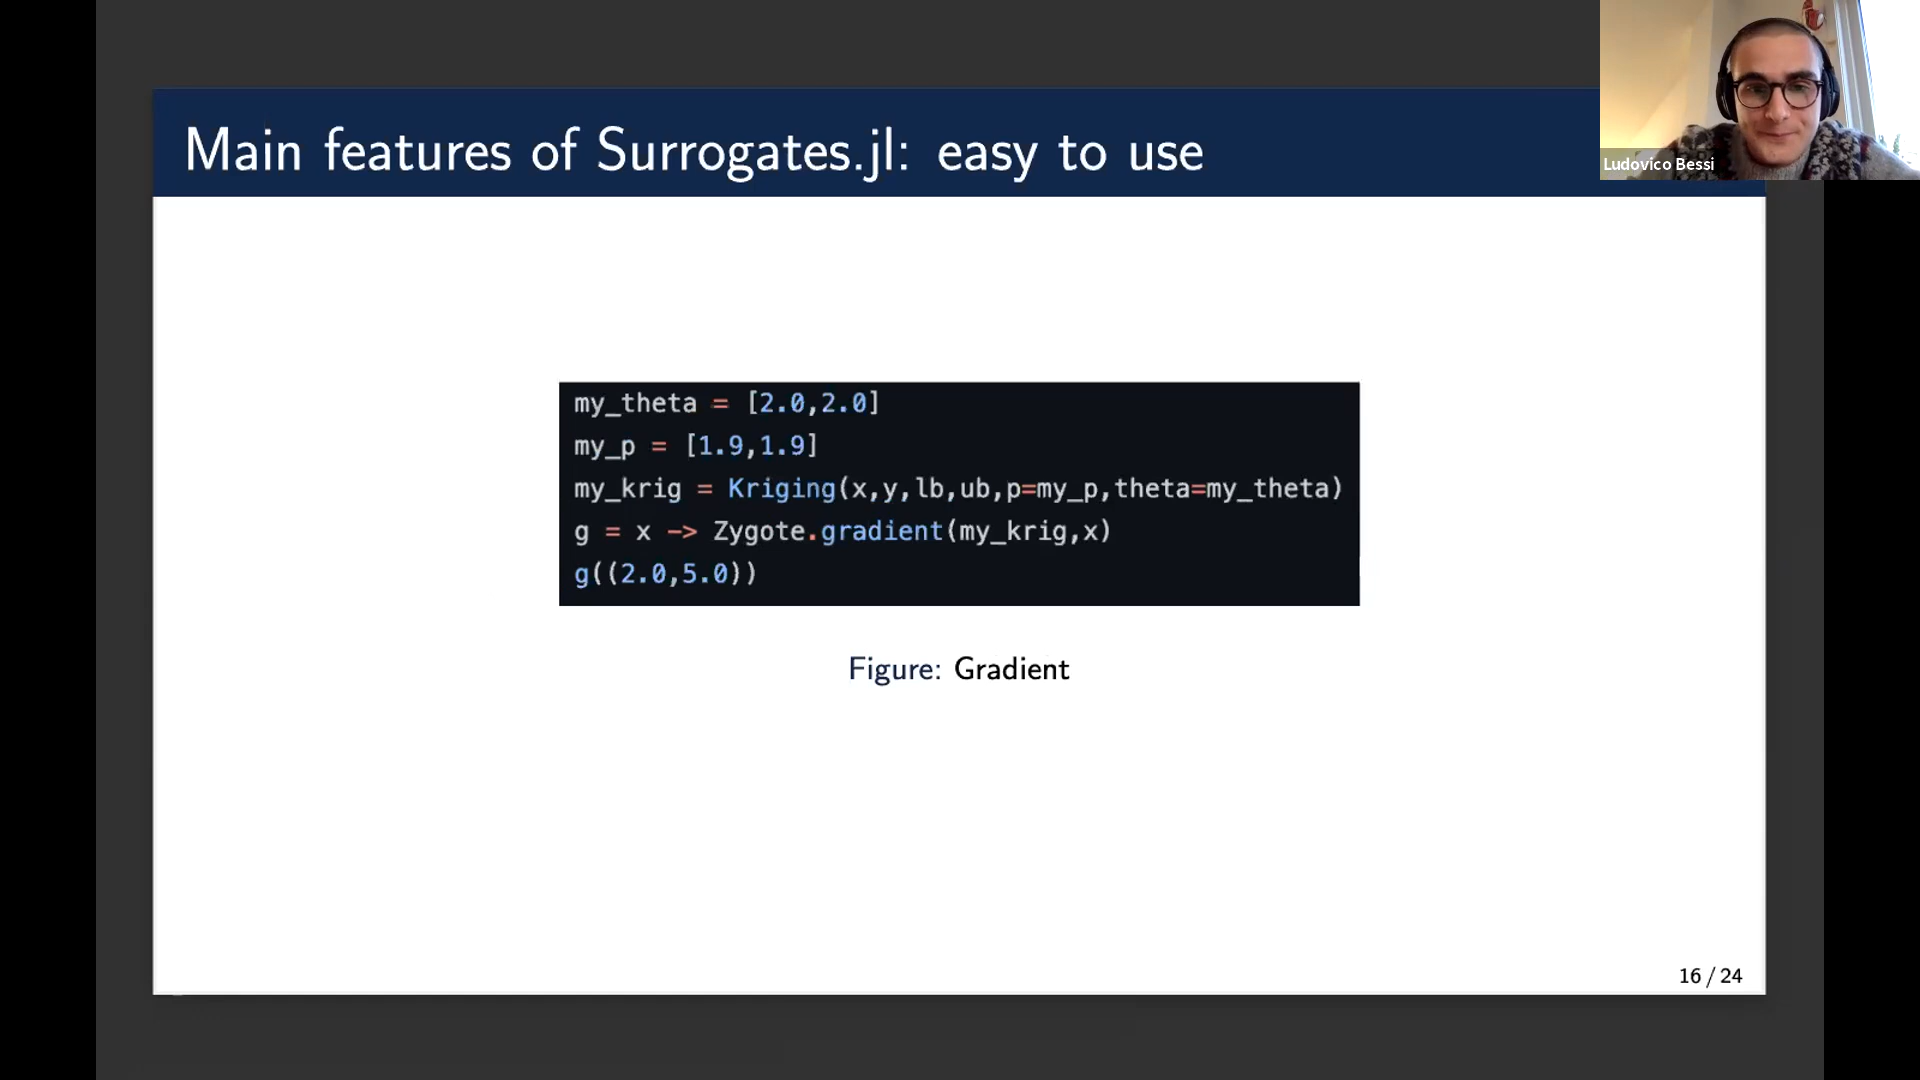 Main features of Surrogates.jl: easy to use
Ludovico Bessi
my_theta = [2.0,2.0]
my_p = [1.9,1.9]
my_krig = Kriging(x,y,lb,ub,p=my_p,theta=my_theta)
g = x -> Zygote.gradient(my_krig,x)
g((2.0,5.0))
Figure: Gradient
16 / 24